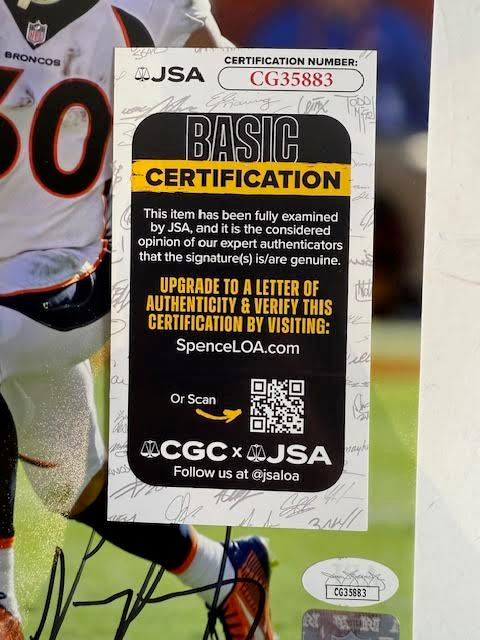 BRONCOS
30
JSA
CERTIFICATION NUMBER:
CG35883
BASIC
CERTIFICATION
This item has been fully examined
by JSA, and it is the considered
opinion of our expert authenticators
that the signature(s) is/are genuine.
UPGRADE TO A LETTER OF
AUTHENTICITY & VERIFY THIS
CERTIFICATION BY VISITING:
SpenceLOA.com
Or Scan
CGC x JSA
Follow us at @jsaloa
CG35883